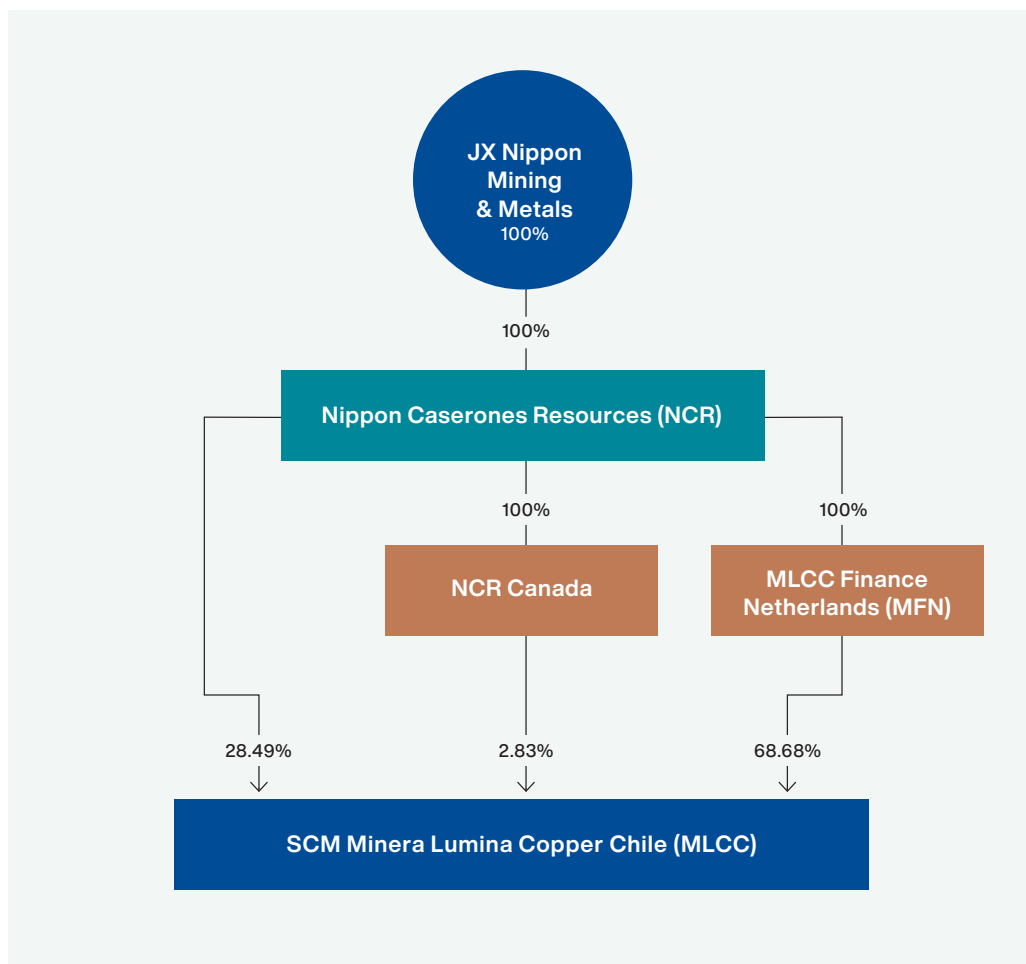 JX Nippon
Mining
& Metals
100%
100%
Nippon Caserones Resources (NCR)
100%
100%
NCR Canada
MLCC Finance
Netherlands (MFN)
28.49%
2.83%
68.68%
SCM Minera Lumina Copper Chile (MLCC)